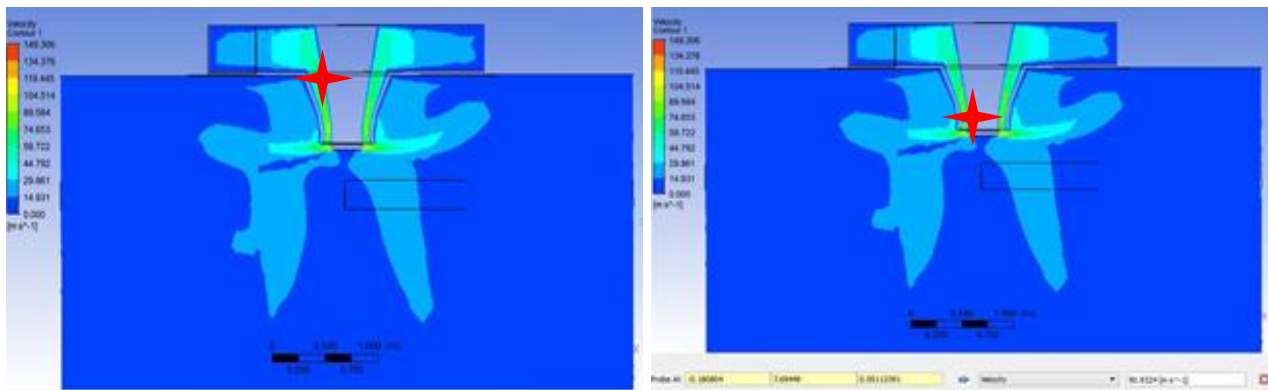 Velocity
Contour 1
149.306
134.376
119.445
104.514
89.584
74.653
59.722
44.792
29.861
14.931
0.000
[m s^-1]
0 0.500 1.000 (m)
0.250 0.750
Velocity
Contour 1
149.306
134.376
119.445
104.514
89.584
74.653
59.722
44.792
29.861
14.931
0.000
[m s^-1]
0 0.500 1.000 (m)
0.250 0.750
Probe At Velocity [m s^-1]